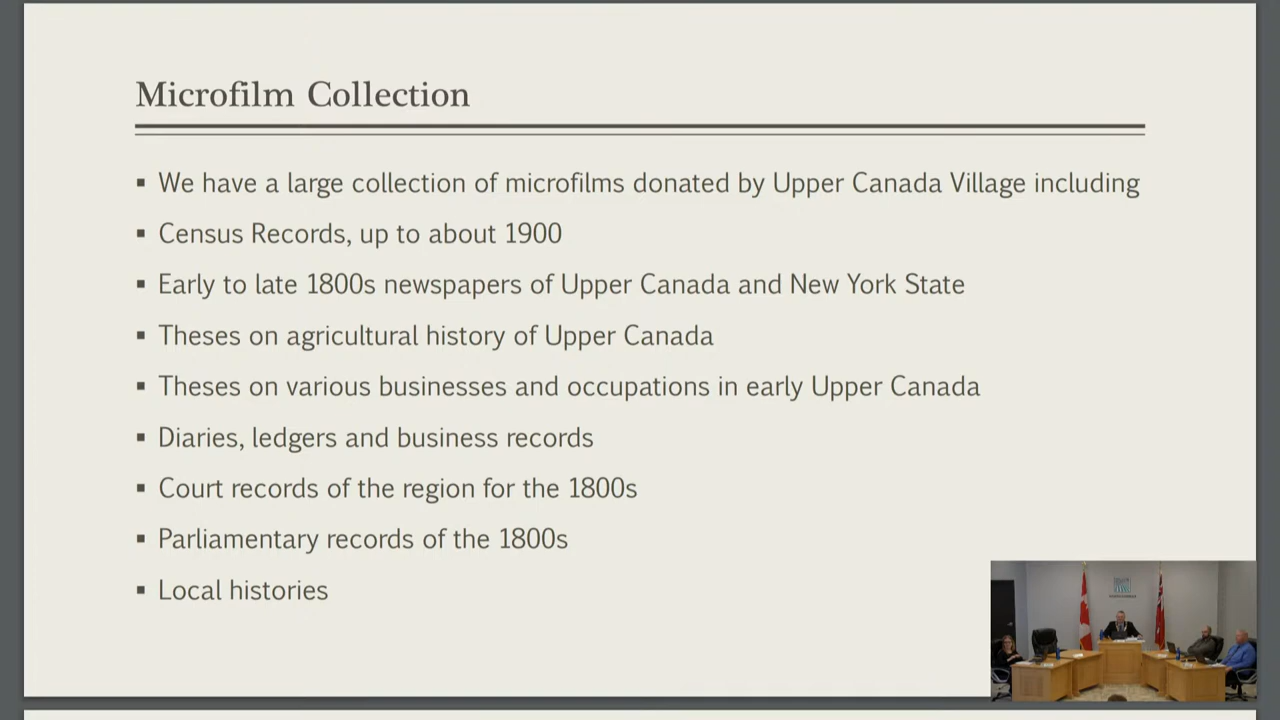 Microfilm Collection
▪ We have a large collection of microfilms donated by Upper Canada Village including
▪ Census Records, up to about 1900
▪ Early to late 1800s newspapers of Upper Canada and New York State
▪ Theses on agricultural history of Upper Canada
▪ Theses on various businesses and occupations in early Upper Canada
▪ Diaries, ledgers and business records
▪ Court records of the region for the 1800s
▪ Parliamentary records of the 1800s
▪ Local histories